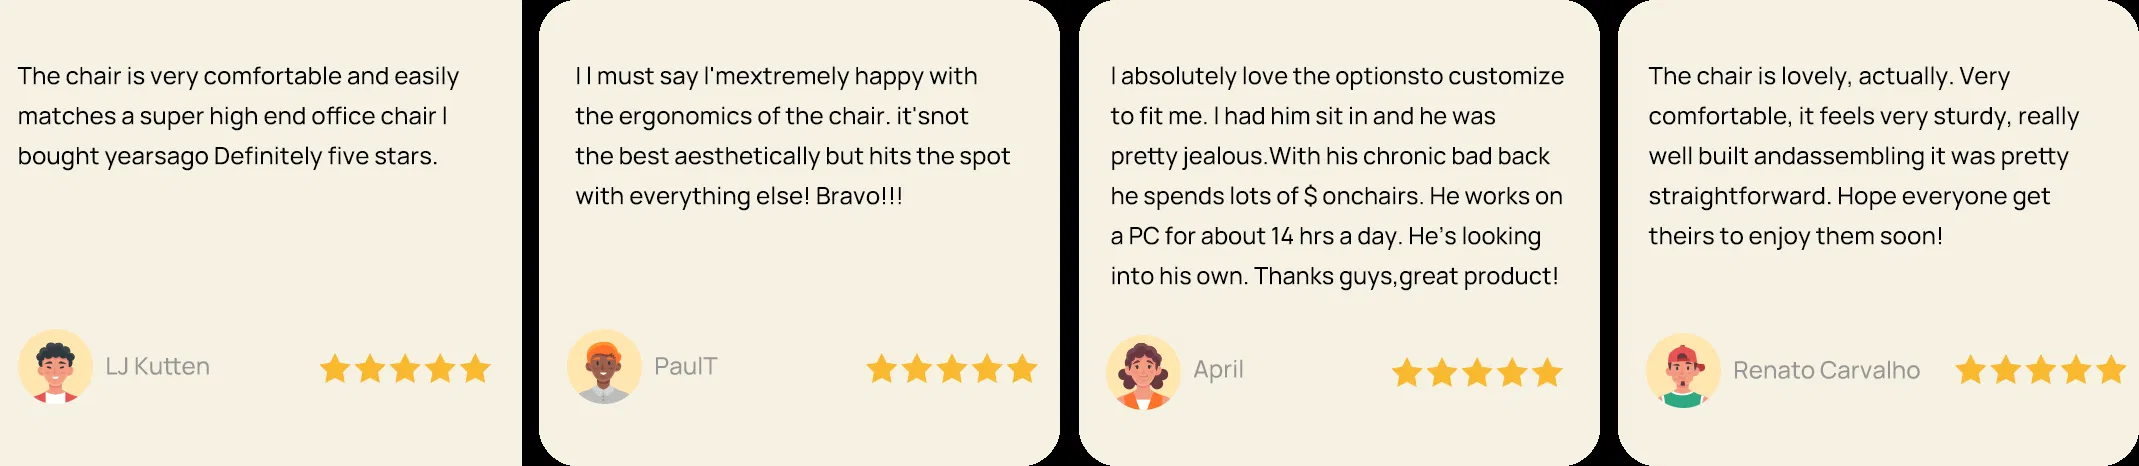 The chair is very comfortable and easily
matches a super high end office chair I
bought yearsago Definitely five stars.
LJ Kutten
I I must say I'mextremely happy with
the ergonomics of the chair. it'snot
the best aesthetically but hits the spot
with everything else! Bravo!!!
PaulT
I absolutely love the optionsto customize
to fit me. I had him sit in and he was
pretty jealous.With his chronic bad back
he spends lots of $ onchairs. He works on
a PC for about 14 hrs a day. He's looking
into his own. Thanks guys,great product!
April
The chair is lovely, actually. Very
comfortable, it feels very sturdy, really
well built andassembling it was pretty
straightforward. Hope everyone get
theirs to enjoy them soon!
Renato Carvalho